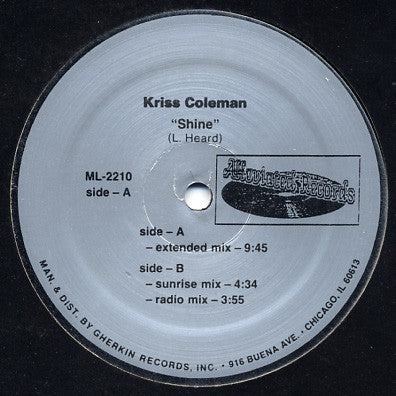 Kriss Coleman
"Shine"
(L. Heard)
ML-2210
side – A
Records
side – A
– extended mix – 9:45
side – B
– sunrise mix – 4:34
– radio mix – 3:55
MAN. & DIST. BY GHERKIN RECORDS, INC. · 916 BUENA AVE. · CHICAGO, IL 60613